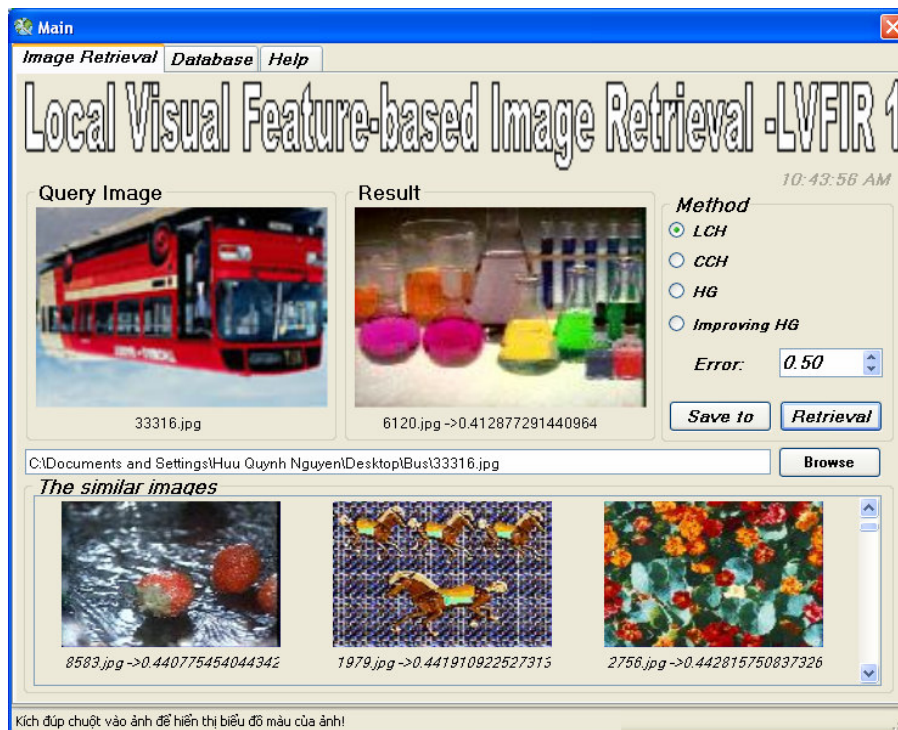 Main
Image Retrieval Database Help
Local Visual Feature-based Image Retrieval -LVFIR 1
10:43:56 AM
Query Image
Result
Method
LCH
CCH
HG
Improving HG
Error: 0.50
33316.jpg
6120.jpg ->0.412877291440964
Save to Retrieval
C:\Documents and Settings\Huu Quynh Nguyen\Desktop\Bus\33316.jpg
Browse
The similar images
8583.jpg ->0.440775454044342
1979.jpg ->0.441910922527313
2756.jpg ->0.442815750837326
Kích đúp chuột vào ảnh để hiển thị biểu đồ màu của ảnh!